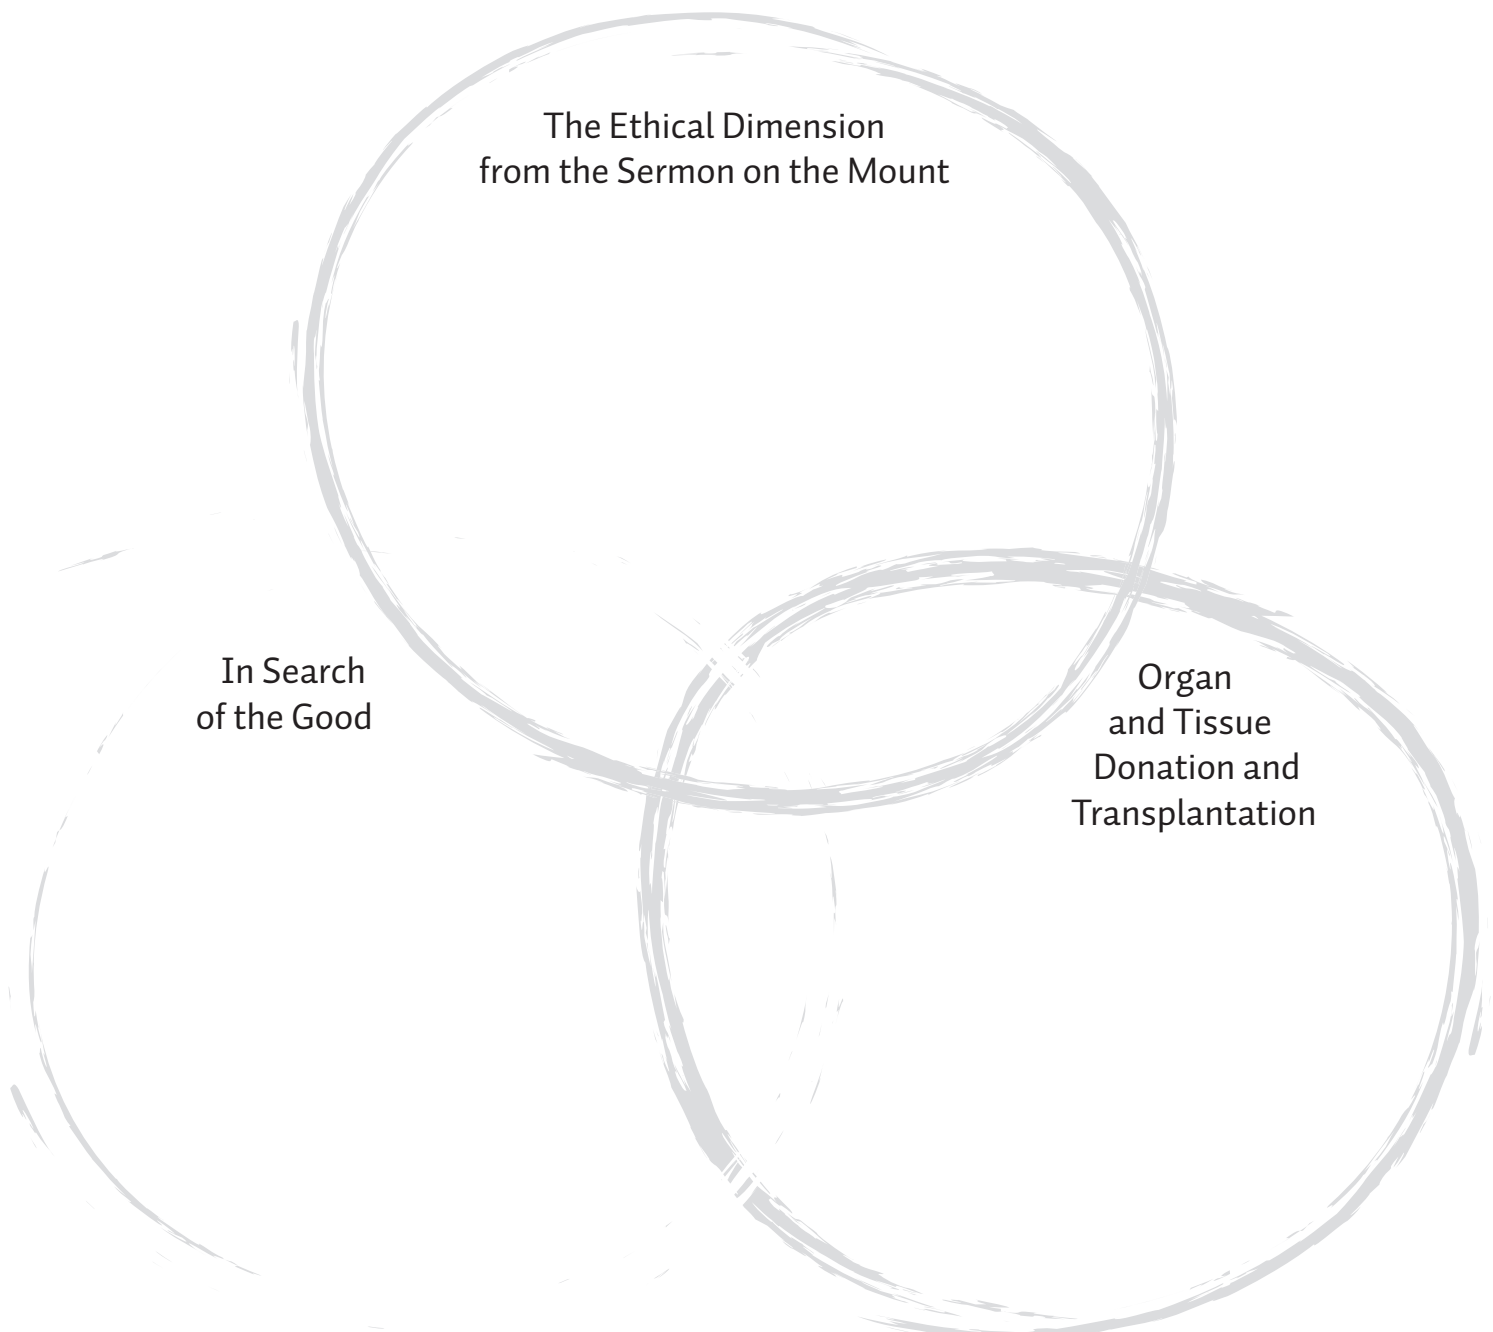 The Ethical Dimension
from the Sermon on the Mount
In Search
of the Good
Organ
and Tissue
Donation and
Transplantation